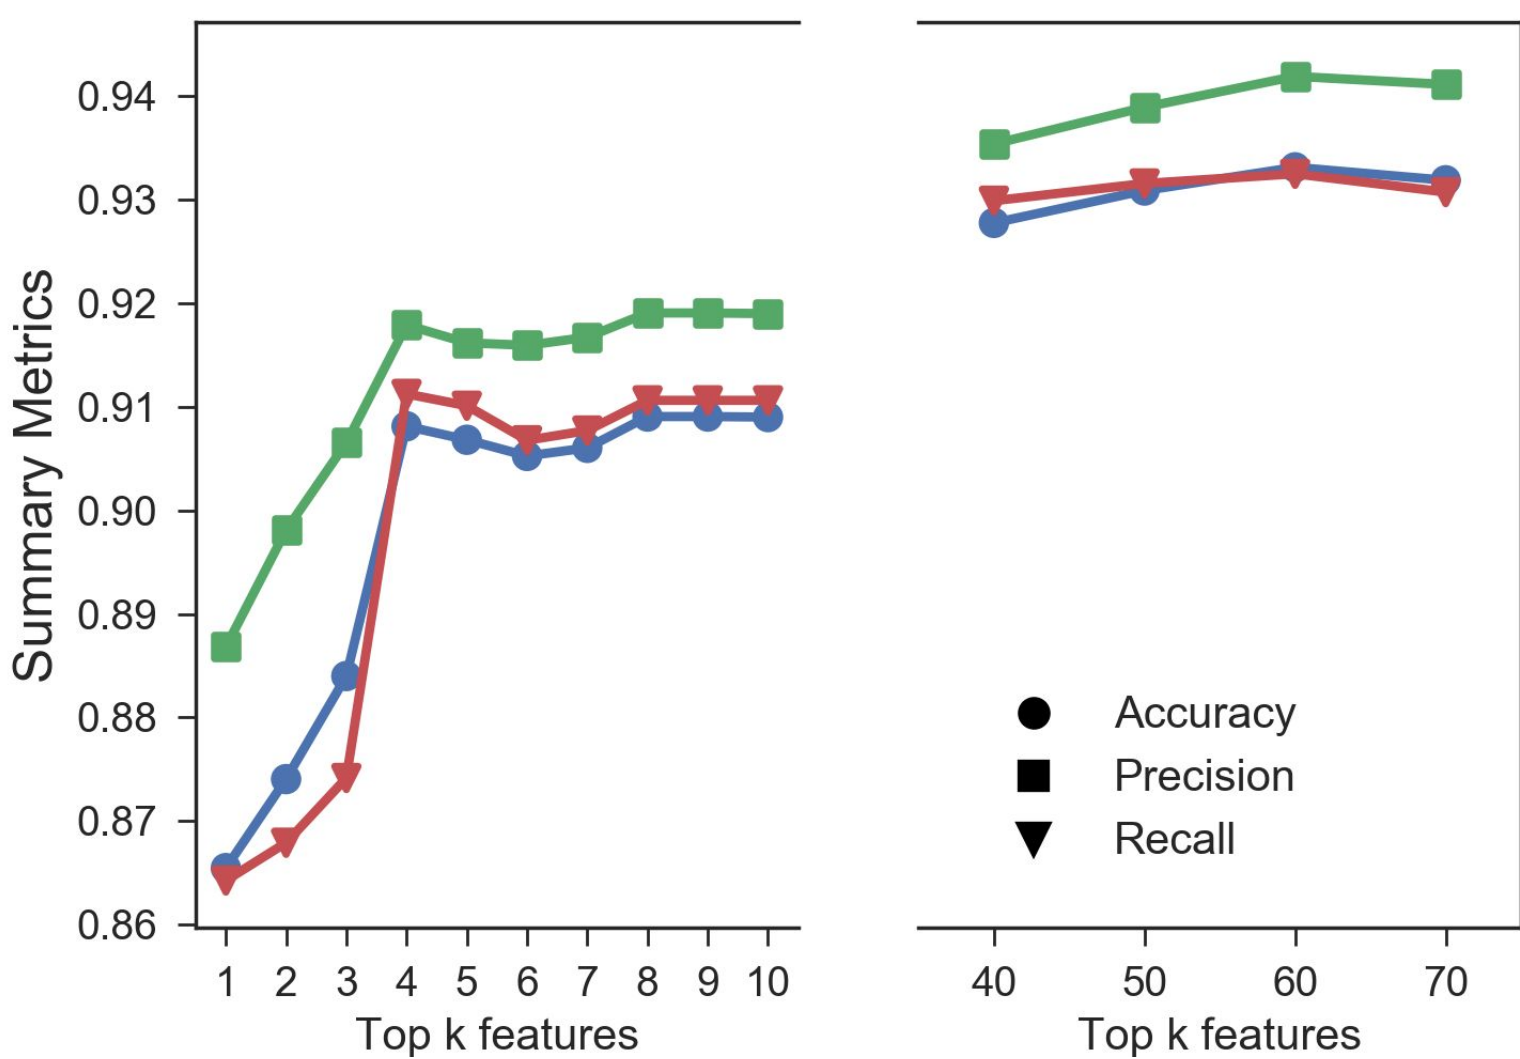 Summary Metrics
0.94
0.93
0.92
0.91
0.90
0.89
0.88
0.87
0.86
1 2 3 4 5 6 7 8 9 10
Top k features
40 50 60 70
Top k features
Accuracy
Precision
Recall